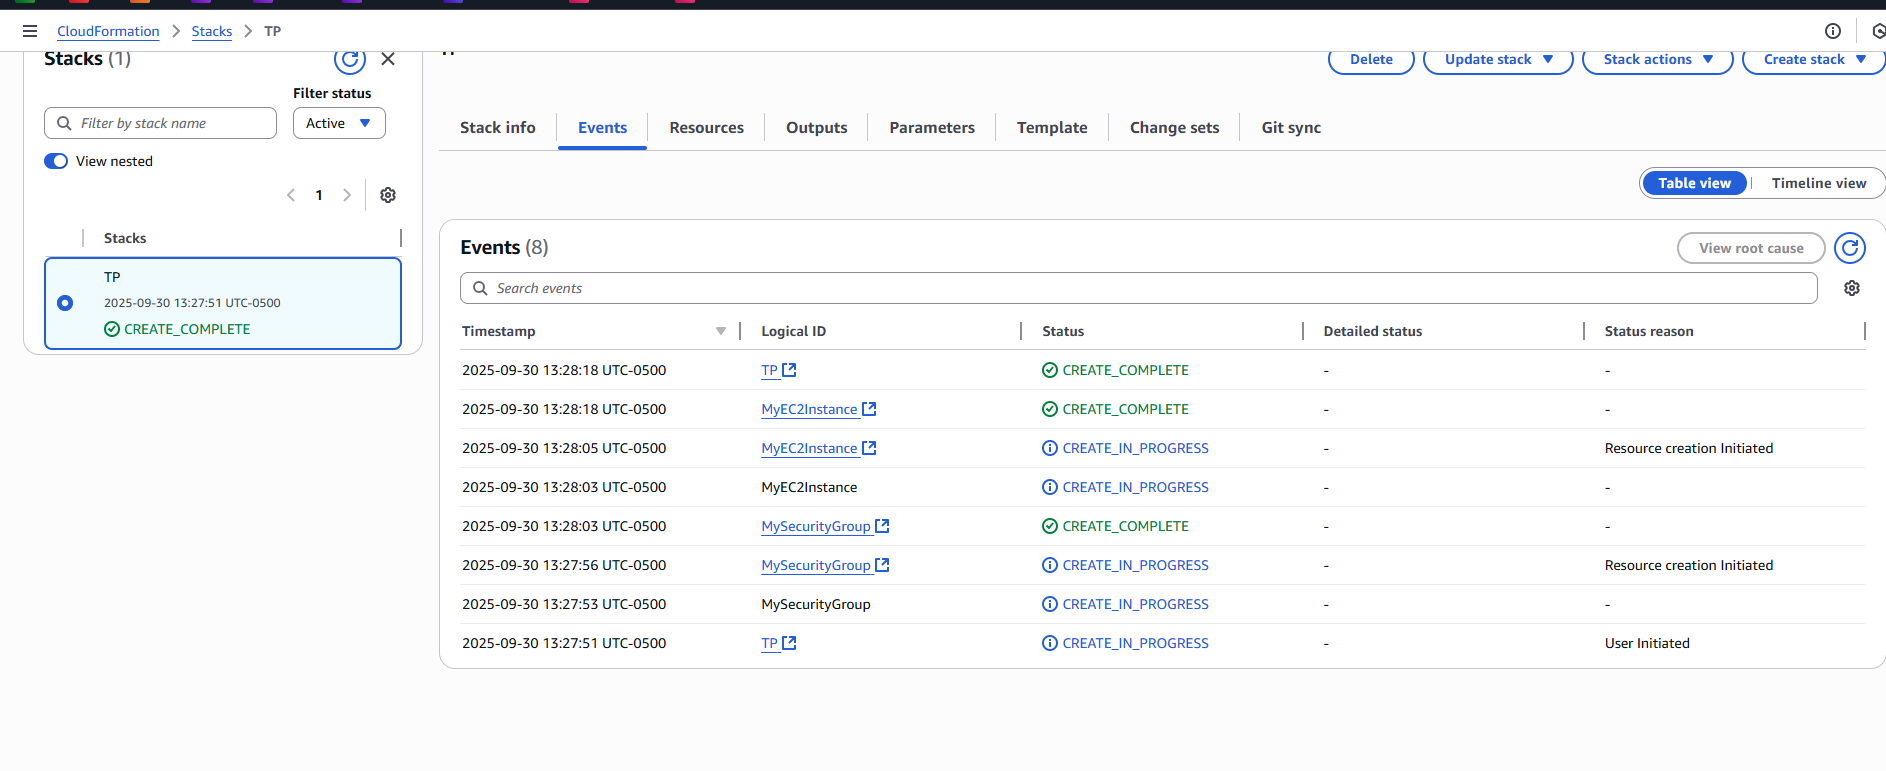 CloudFormation > Stacks > TP
Stacks (1)
Filter status
Filter by stack name
Active
View nested
1
Stacks
TP
2025-09-30 13:27:51 UTC-0500
CREATE_COMPLETE
Delete
Update stack
Stack actions
Create stack
Stack info
Events
Resources
Outputs
Parameters
Template
Change sets
Git sync
Table view
Timeline view
Events (8)
View root cause
Search events
Timestamp Logical ID Status Detailed status Status reason
2025-09-30 13:28:18 UTC-0500 TP CREATE_COMPLETE - -
2025-09-30 13:28:18 UTC-0500 MyEC2Instance CREATE_COMPLETE - -
2025-09-30 13:28:05 UTC-0500 MyEC2Instance CREATE_IN_PROGRESS - Resource creation Initiated
2025-09-30 13:28:03 UTC-0500 MyEC2Instance CREATE_IN_PROGRESS - -
2025-09-30 13:28:03 UTC-0500 MySecurityGroup CREATE_COMPLETE - -
2025-09-30 13:27:56 UTC-0500 MySecurityGroup CREATE_IN_PROGRESS - Resource creation Initiated
2025-09-30 13:27:53 UTC-0500 MySecurityGroup CREATE_IN_PROGRESS - -
2025-09-30 13:27:51 UTC-0500 TP CREATE_IN_PROGRESS - User Initiated